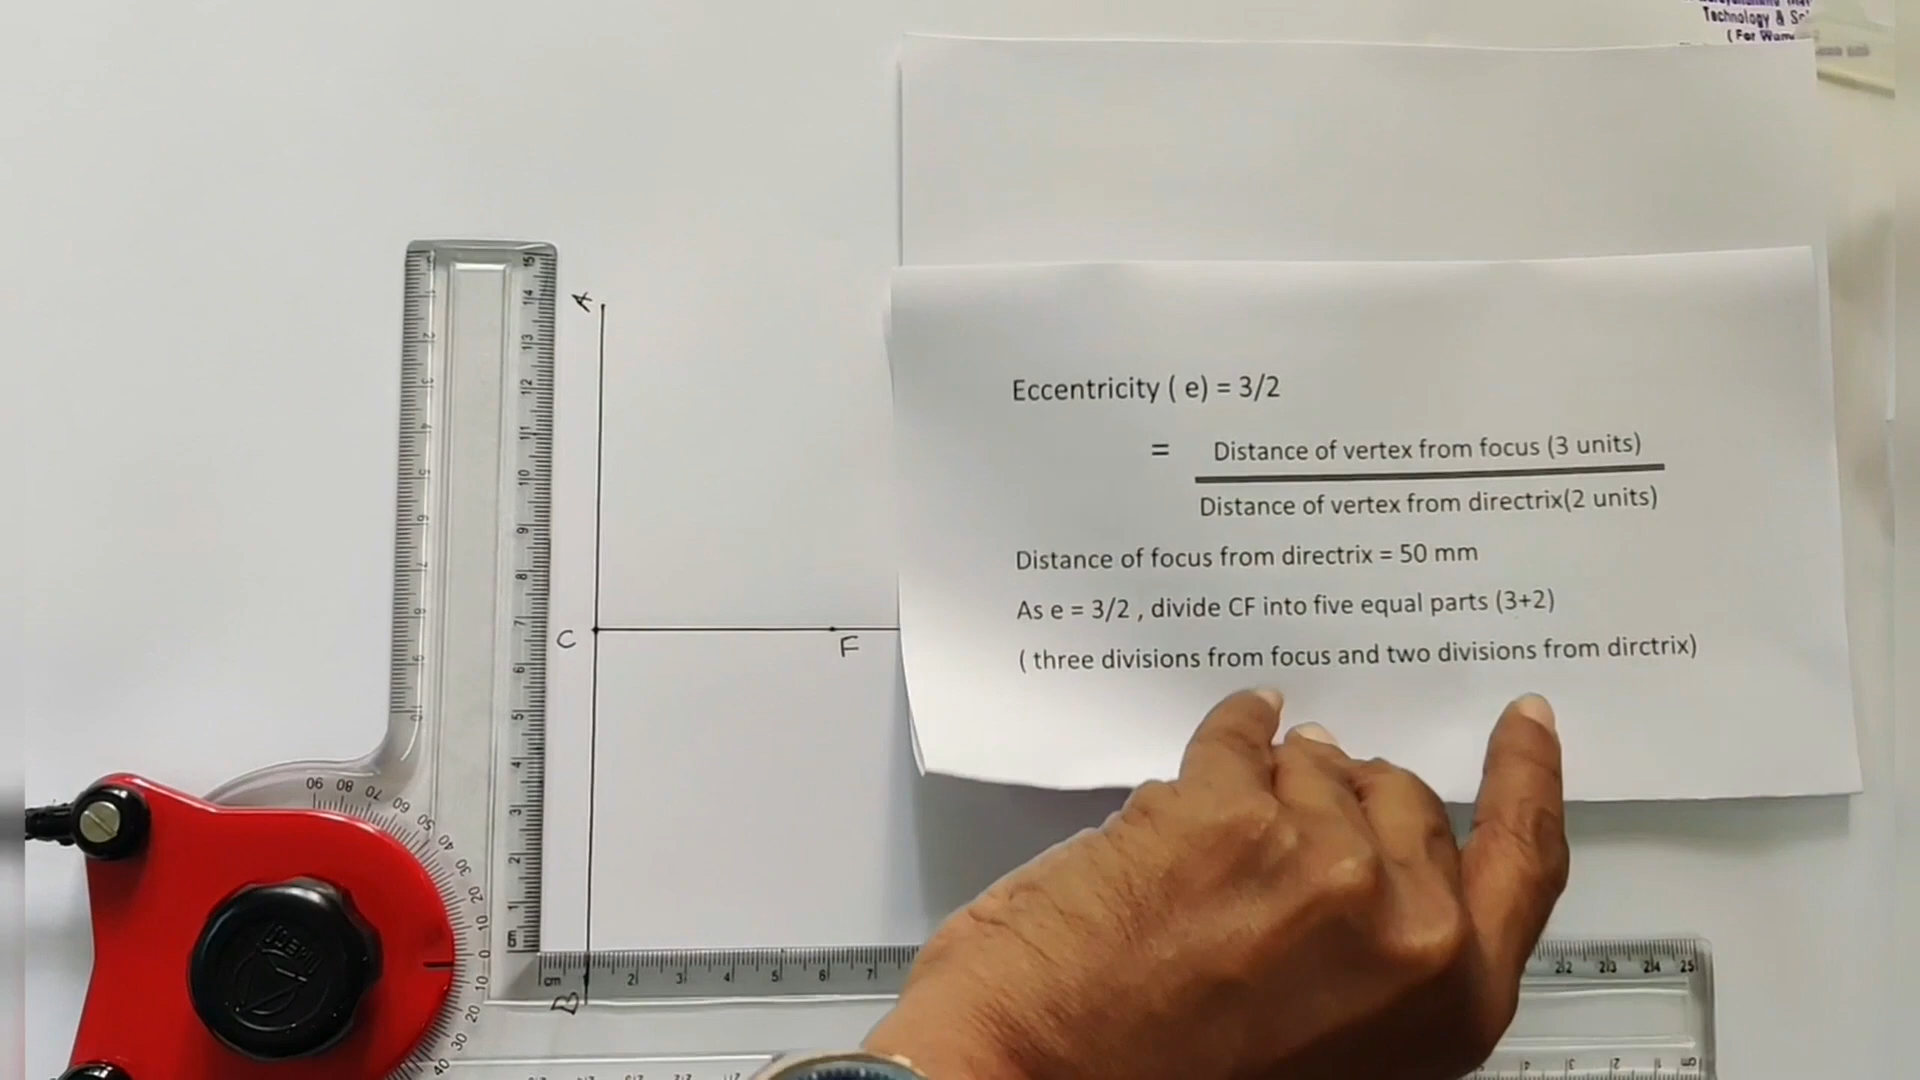 Technology & Sc
( For Wom
A
Eccentricity ( e) = 3/2
= Distance of vertex from focus (3 units)
Distance of vertex from directrix(2 units)
Distance of focus from directrix = 50 mm
As e = 3/2 , divide CF into five equal parts (3+2)
C F
( three divisions from focus and two divisions from dirctrix)
B